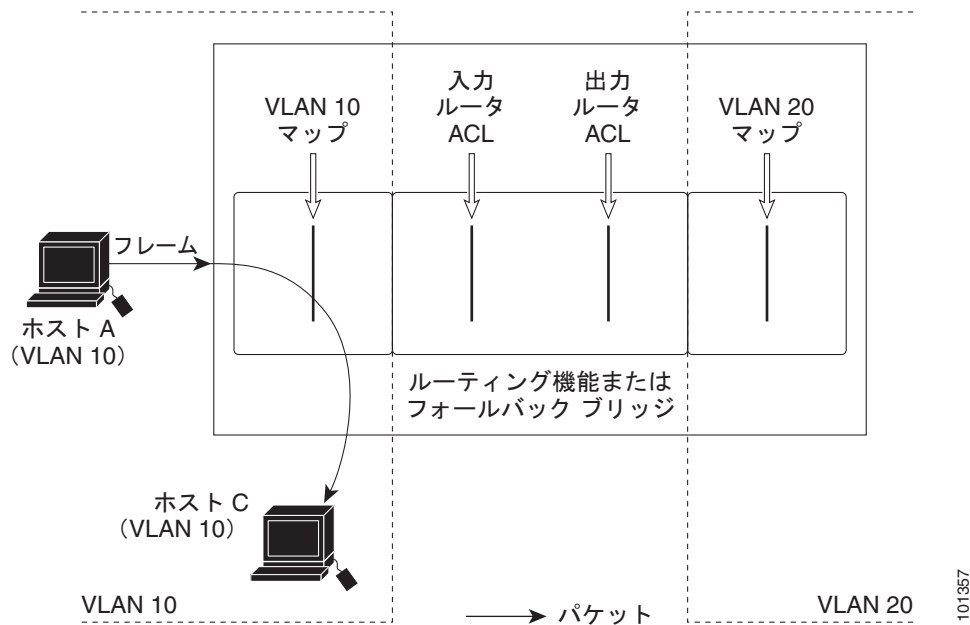 VLAN 10
マップ
入力
ルータ
ACL
出力
ルータ
ACL
VLAN 20
マップ
フレーム
ホスト A
（VLAN 10）
ルーティング機能または
フォールバック ブリッジ
ホスト C
（VLAN 10）
VLAN 10
パケット
VLAN 20
101357